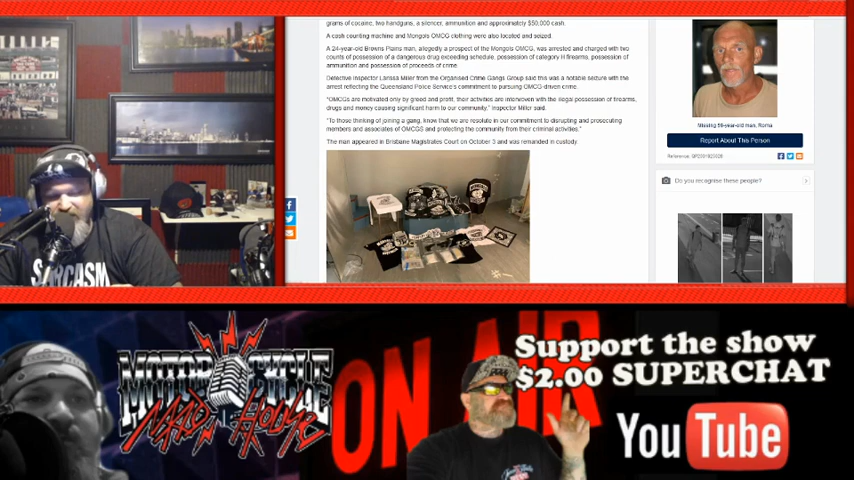 grams of cocaine, two handguns, a silencer, ammunition and approximately $50,000 cash.
A cash counting machine and Mongols OMCG clothing were also located and seized.
A 24-year-old Browns Plains man, allegedly a prospect of the Mongols OMCG, was arrested and charged with two
counts of possession of a dangerous drug exceeding schedule, possession of category H firearms, possession of
ammunition and possession of proceeds of crime.
Detective Inspector Larissa Miller from the Organised Crime Gangs Group said this was a notable seizure with the
arrest reflecting the Queensland Police Service's commitment to pursuing OMCG-driven crime.
"OMCGs are motivated only by greed and profit, their activities are interwoven with the illegal possession of firearms,
drugs and money causing significant harm to our community," Inspector Miller said.
"To those thinking of joining a gang, know that we are resolute in our commitment to disrupting and prosecuting
members and associates of OMCGS and protecting the community from their criminal activities."
The man appeared in Brisbane Magistrates Court on October 3 and was remanded in custody.
Report About This Person
Reference:
Do you recognise these people?
SARCASM
MOTORCYCLE
MAD HOUSE
ON AIR
Support the show
$2.00 SUPERCHAT
YouTube